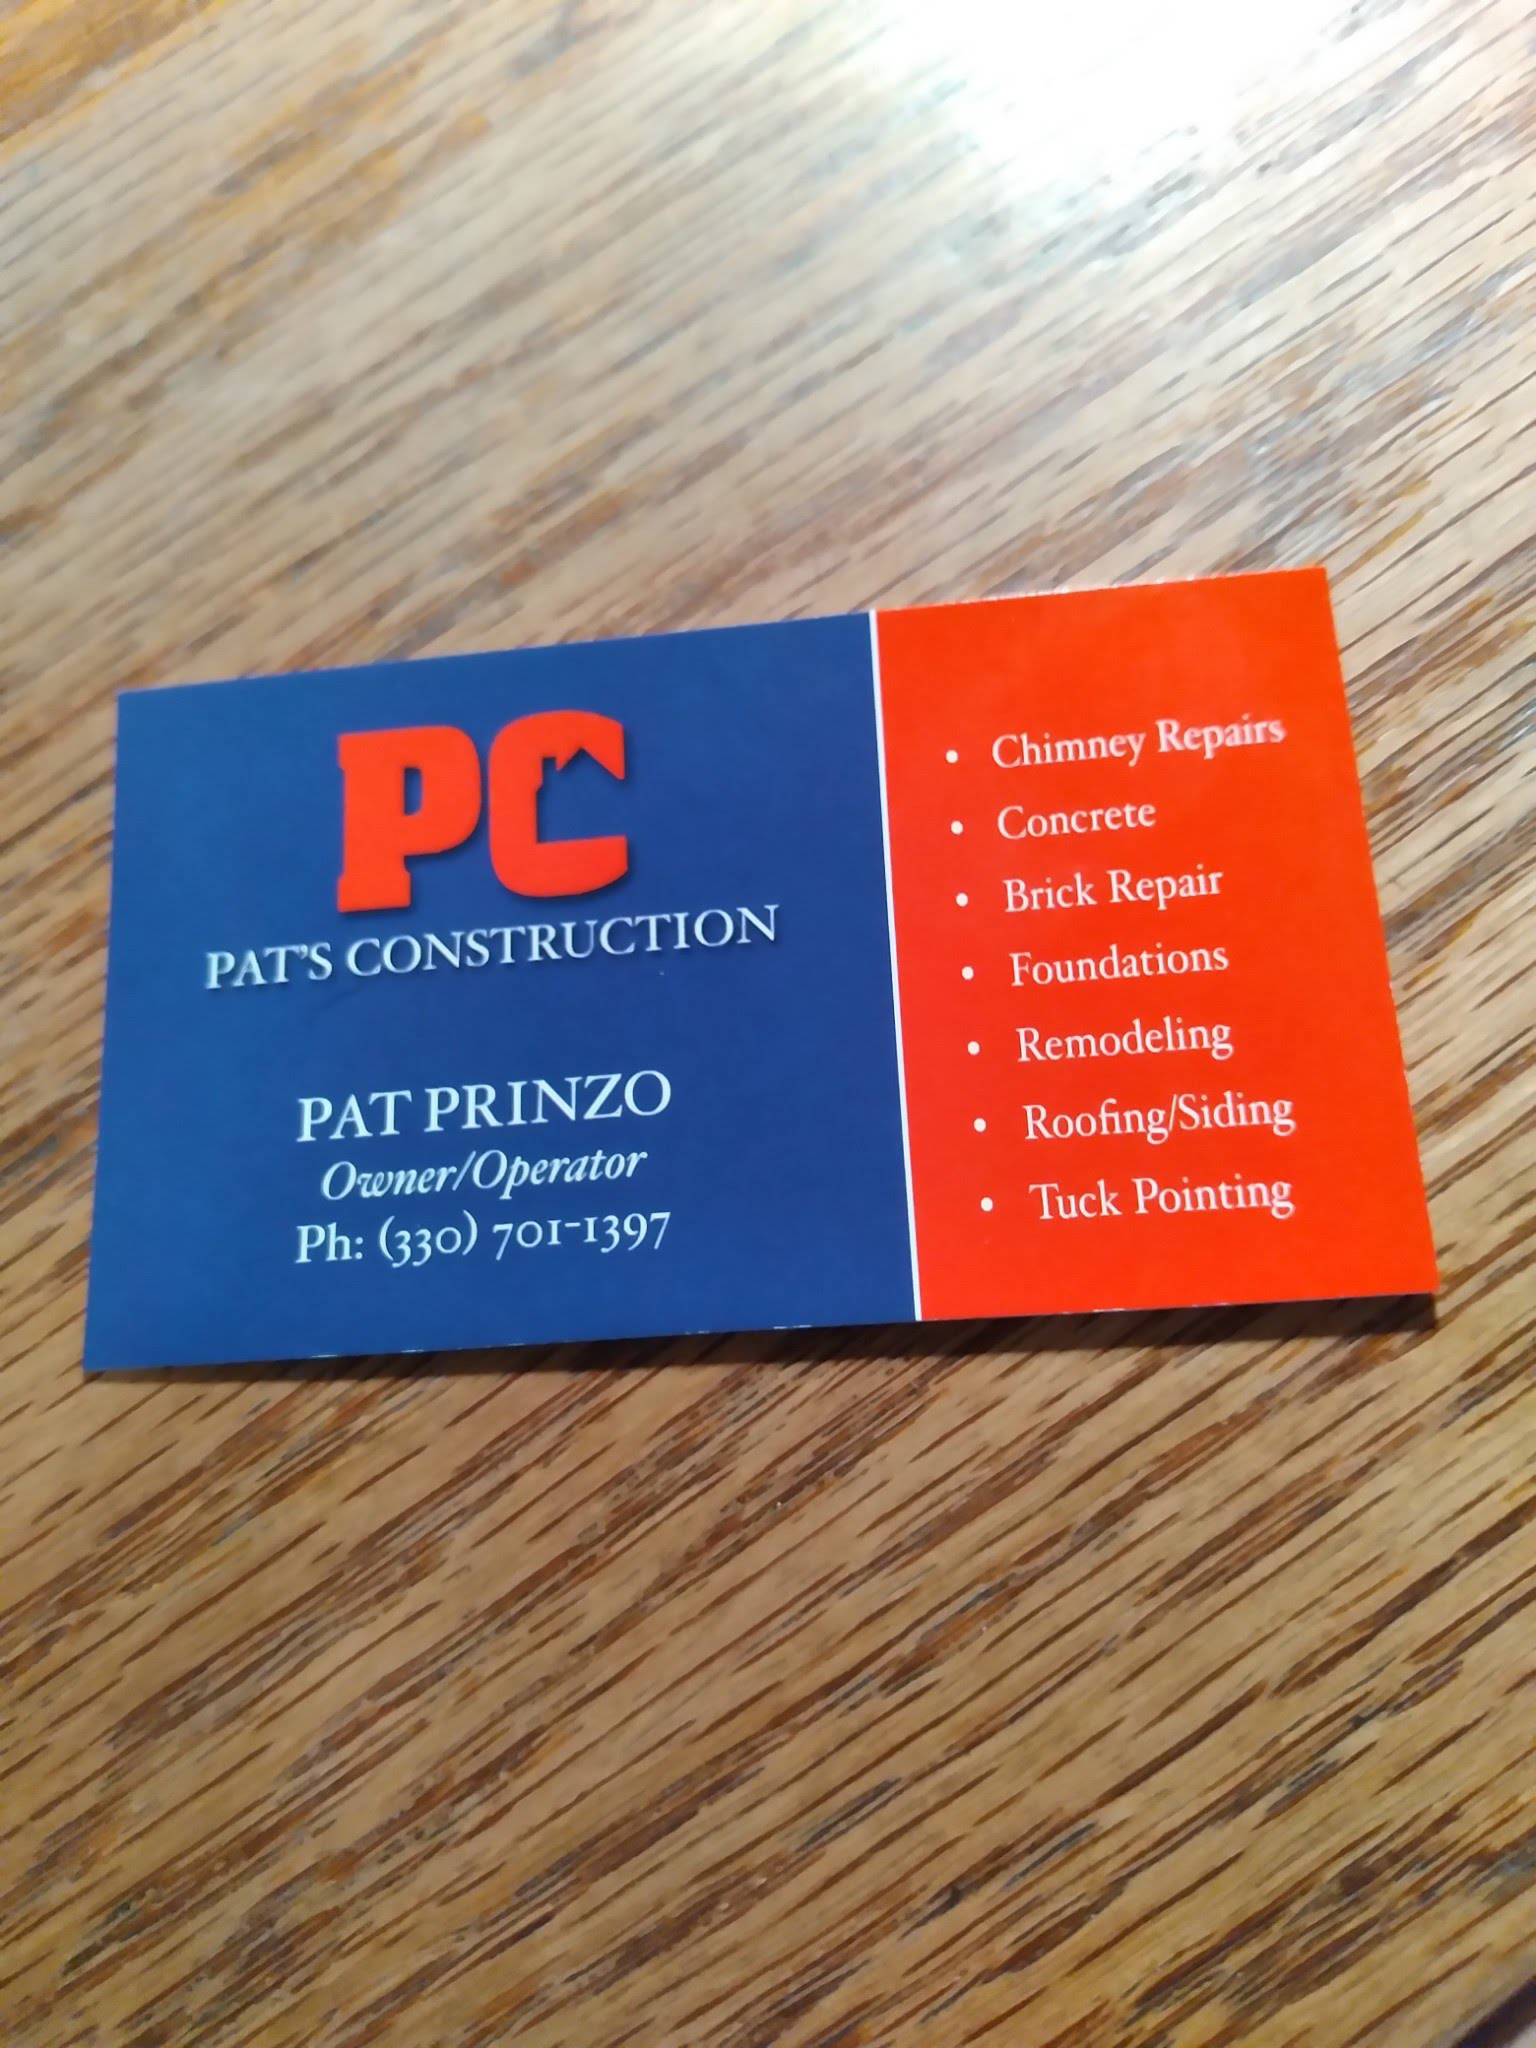 PC
PAT'S CONSTRUCTION
PAT PRINZO
Owner/Operator
Ph: (330) 701-1397
• Chimney Repairs
• Concrete
• Brick Repair
• Foundations
• Remodeling
• Roofing/Siding
• Tuck Pointing